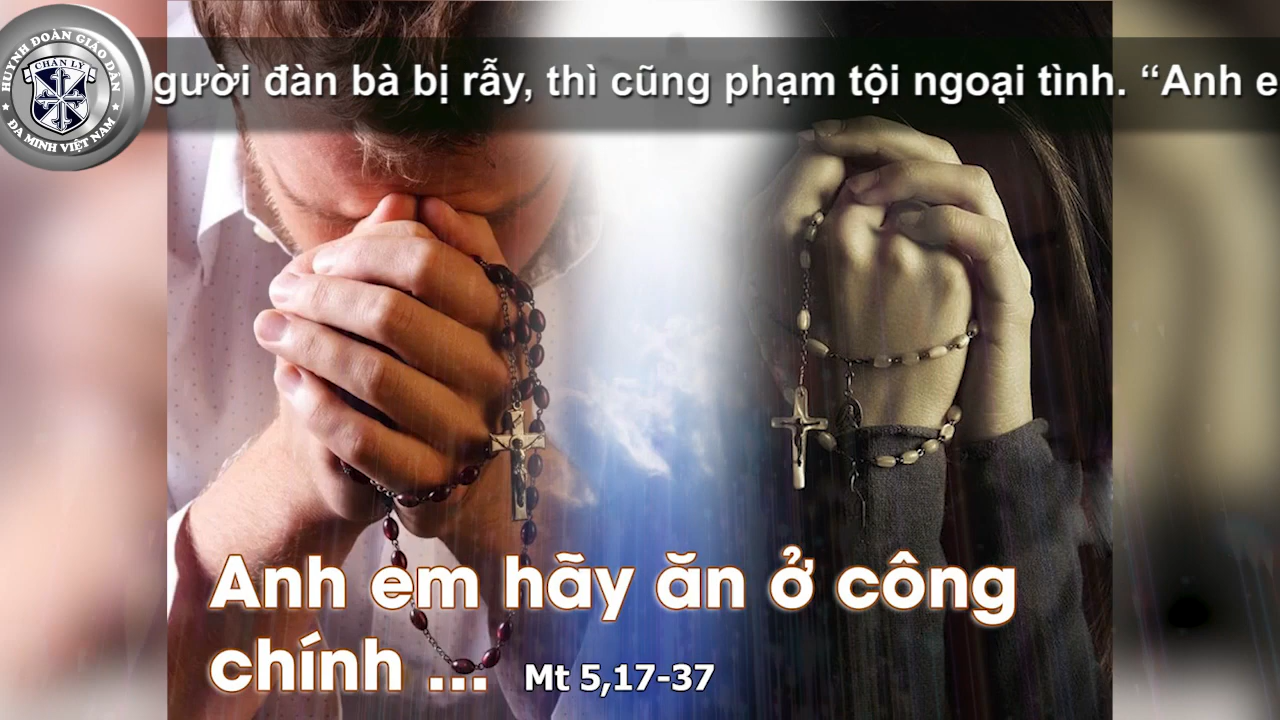 HUYNH ĐOÀN GIÁO DÂN
CHÂN LÝ
ĐA MINH VIỆT NAM
gười đàn bà bị rẫy, thì cũng phạm tội ngoại tình. “Anh e
Anh em hãy ăn ở công
chính ... Mt 5,17-37